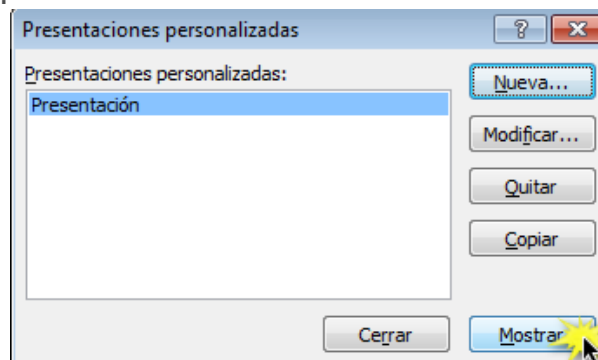 Presentaciones personalizadas
Presentaciones personalizadas:
Presentación
Nueva...
Modificar...
Quitar
Copiar
Cerrar
Mostrar